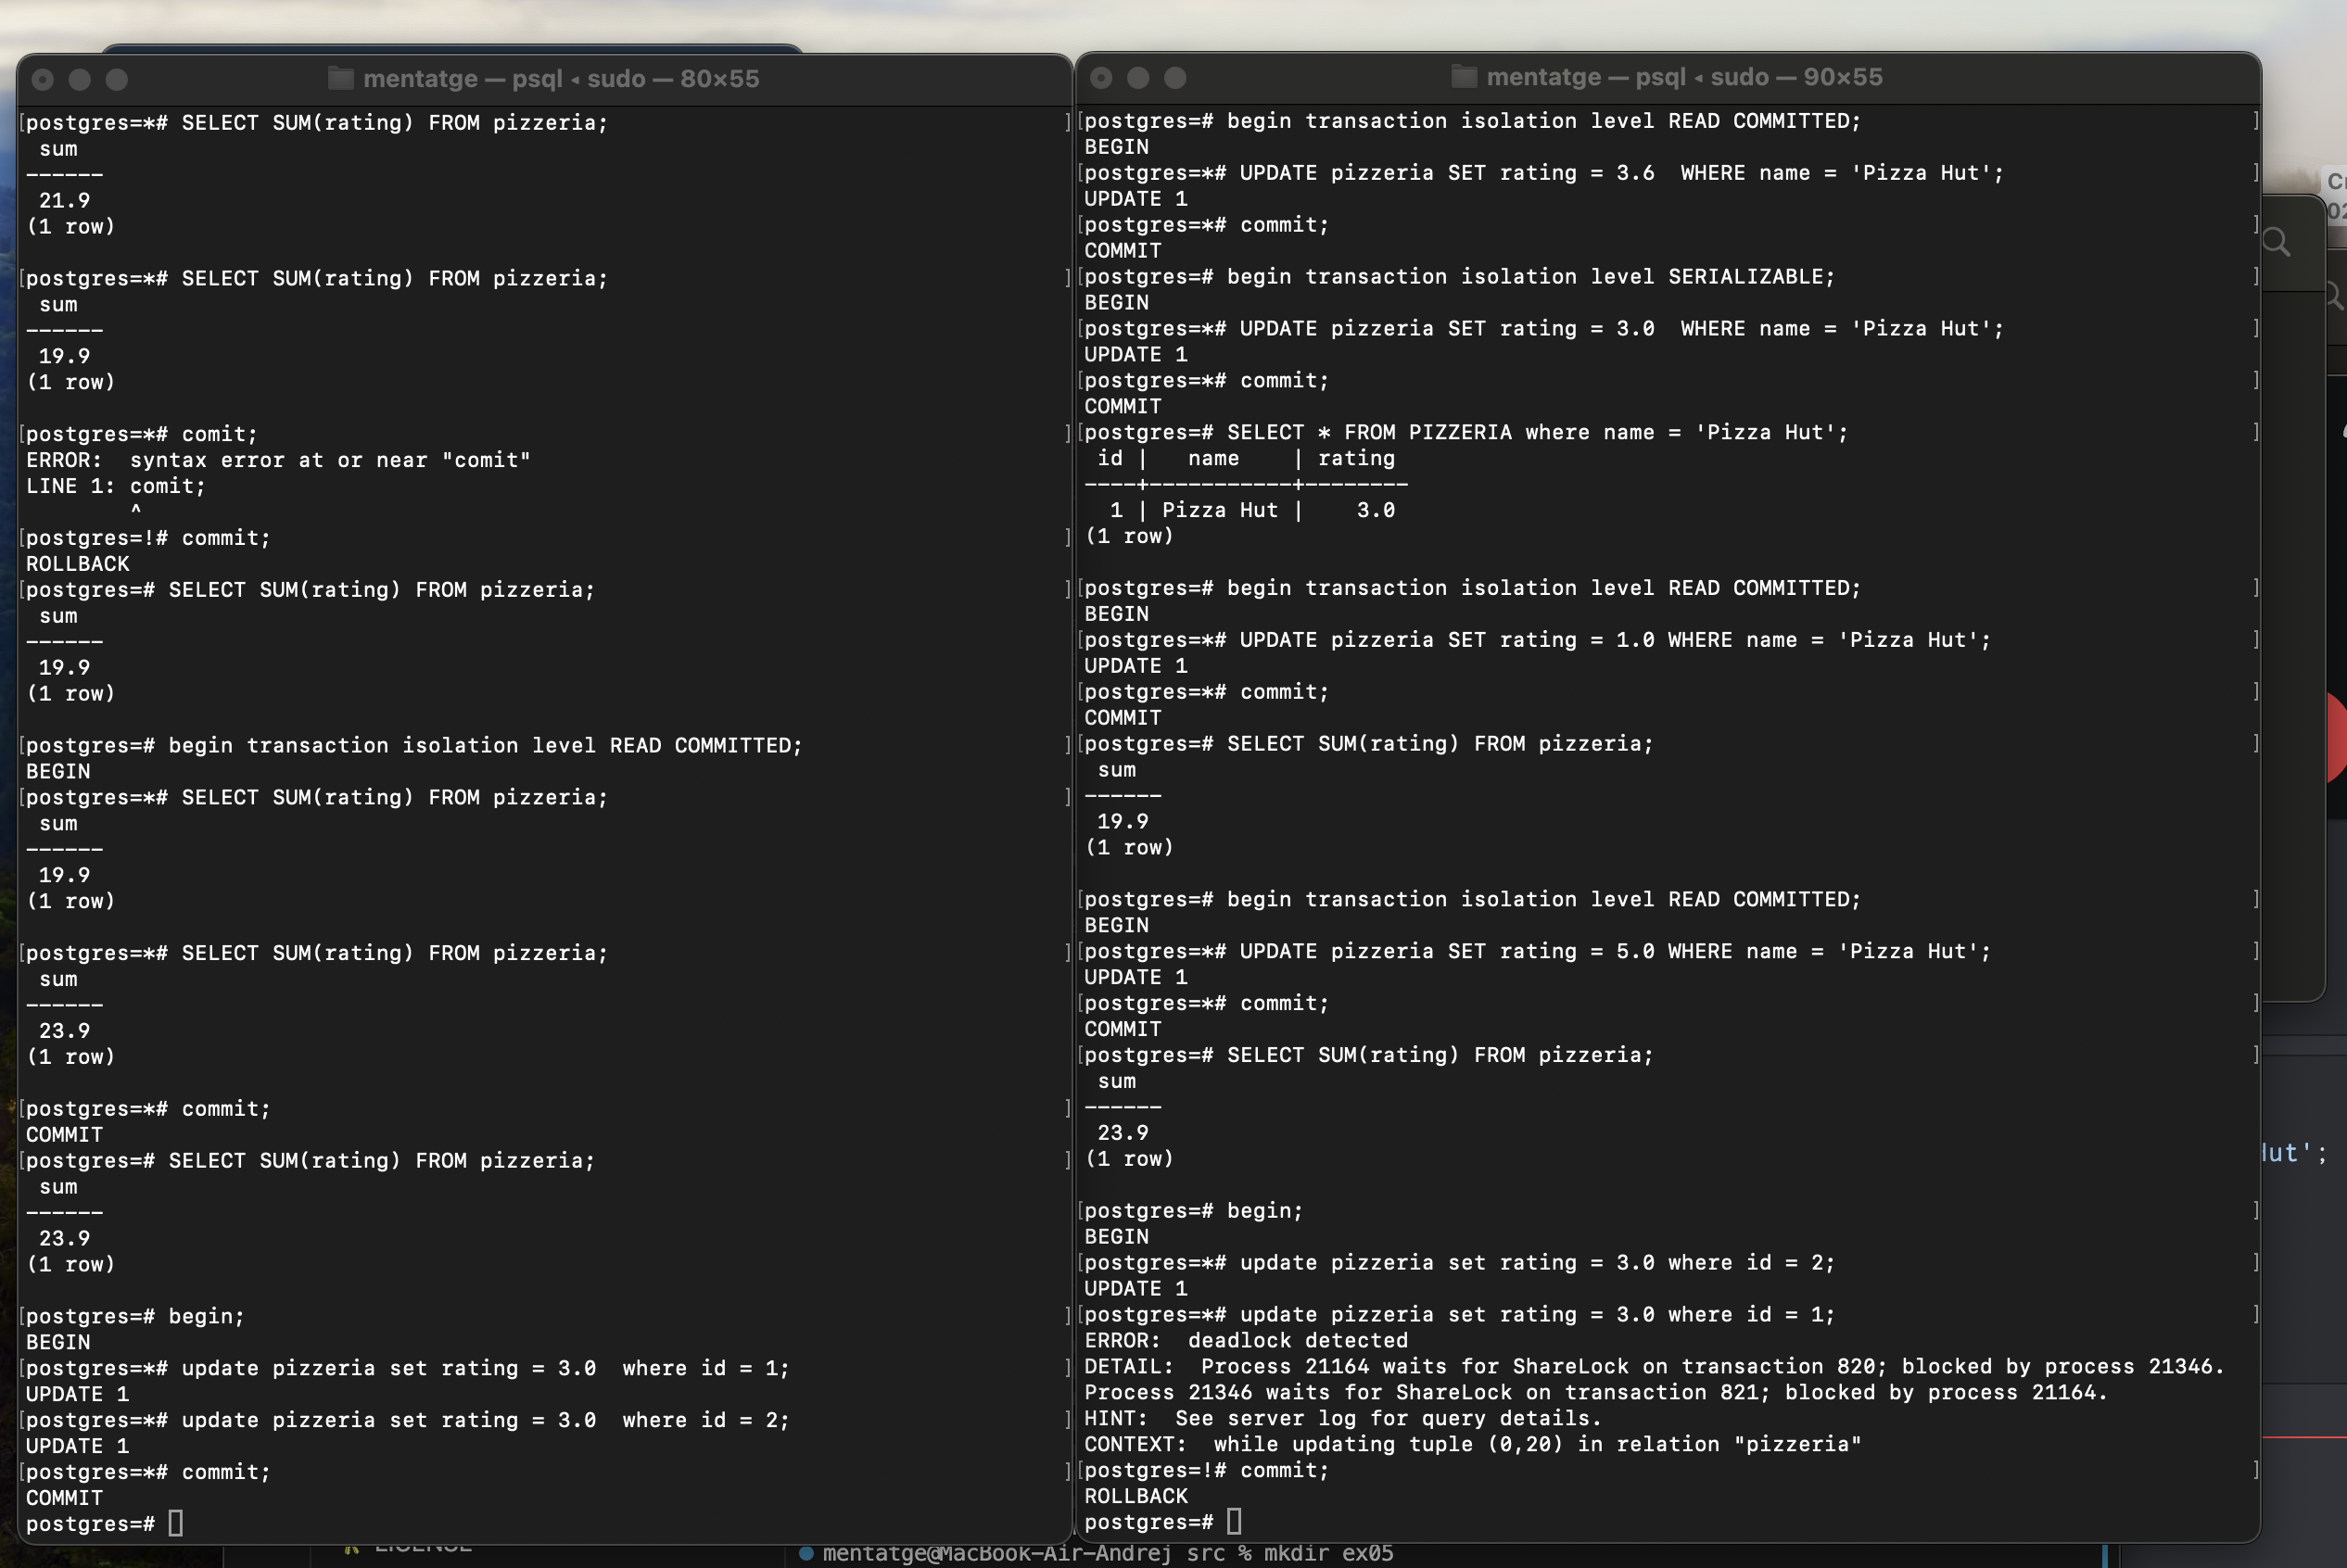 mentatge — psql ◂ sudo — 80×55
postgres=*# SELECT SUM(rating) FROM pizzeria;
sum
------
21.9
(1 row)
postgres=*# SELECT SUM(rating) FROM pizzeria;
sum
------
19.9
(1 row)
postgres=*# comit;
ERROR:  syntax error at or near "comit"
LINE 1: comit;
^
postgres=!# commit;
ROLLBACK
postgres=# SELECT SUM(rating) FROM pizzeria;
sum
------
19.9
(1 row)
postgres=# begin transaction isolation level READ COMMITTED;
BEGIN
postgres=*# SELECT SUM(rating) FROM pizzeria;
sum
------
19.9
(1 row)
postgres=*# SELECT SUM(rating) FROM pizzeria;
sum
------
23.9
(1 row)
postgres=*# commit;
COMMIT
postgres=# SELECT SUM(rating) FROM pizzeria;
sum
------
23.9
(1 row)
postgres=# begin;
BEGIN
postgres=*# update pizzeria set rating = 3.0  where id = 1;
UPDATE 1
postgres=*# update pizzeria set rating = 3.0  where id = 2;
UPDATE 1
postgres=*# commit;
COMMIT
postgres=#
mentatge — psql ◂ sudo — 90×55
postgres=# begin transaction isolation level READ COMMITTED;
BEGIN
postgres=*# UPDATE pizzeria SET rating = 3.6  WHERE name = 'Pizza Hut';
UPDATE 1
postgres=*# commit;
COMMIT
postgres=# begin transaction isolation level SERIALIZABLE;
BEGIN
postgres=*# UPDATE pizzeria SET rating = 3.0  WHERE name = 'Pizza Hut';
UPDATE 1
postgres=*# commit;
COMMIT
postgres=# SELECT * FROM PIZZERIA where name = 'Pizza Hut';
id |   name    | rating
----+-----------+--------
1 | Pizza Hut |    3.0
(1 row)
postgres=# begin transaction isolation level READ COMMITTED;
BEGIN
postgres=*# UPDATE pizzeria SET rating = 1.0 WHERE name = 'Pizza Hut';
UPDATE 1
postgres=*# commit;
COMMIT
postgres=# SELECT SUM(rating) FROM pizzeria;
sum
------
19.9
(1 row)
postgres=# begin transaction isolation level READ COMMITTED;
BEGIN
postgres=*# UPDATE pizzeria SET rating = 5.0 WHERE name = 'Pizza Hut';
UPDATE 1
postgres=*# commit;
COMMIT
postgres=# SELECT SUM(rating) FROM pizzeria;
sum
------
23.9
(1 row)
postgres=# begin;
BEGIN
postgres=*# update pizzeria set rating = 3.0 where id = 2;
UPDATE 1
postgres=*# update pizzeria set rating = 3.0 where id = 1;
ERROR:  deadlock detected
DETAIL:  Process 21164 waits for ShareLock on transaction 820; blocked by process 21346.
Process 21346 waits for ShareLock on transaction 821; blocked by process 21164.
HINT:  See server log for query details.
CONTEXT:  while updating tuple (0,20) in relation "pizzeria"
postgres=!# commit;
ROLLBACK
postgres=#
LICENSE
mentatge@MacBook-Air-Andrej src % mkdir ex05